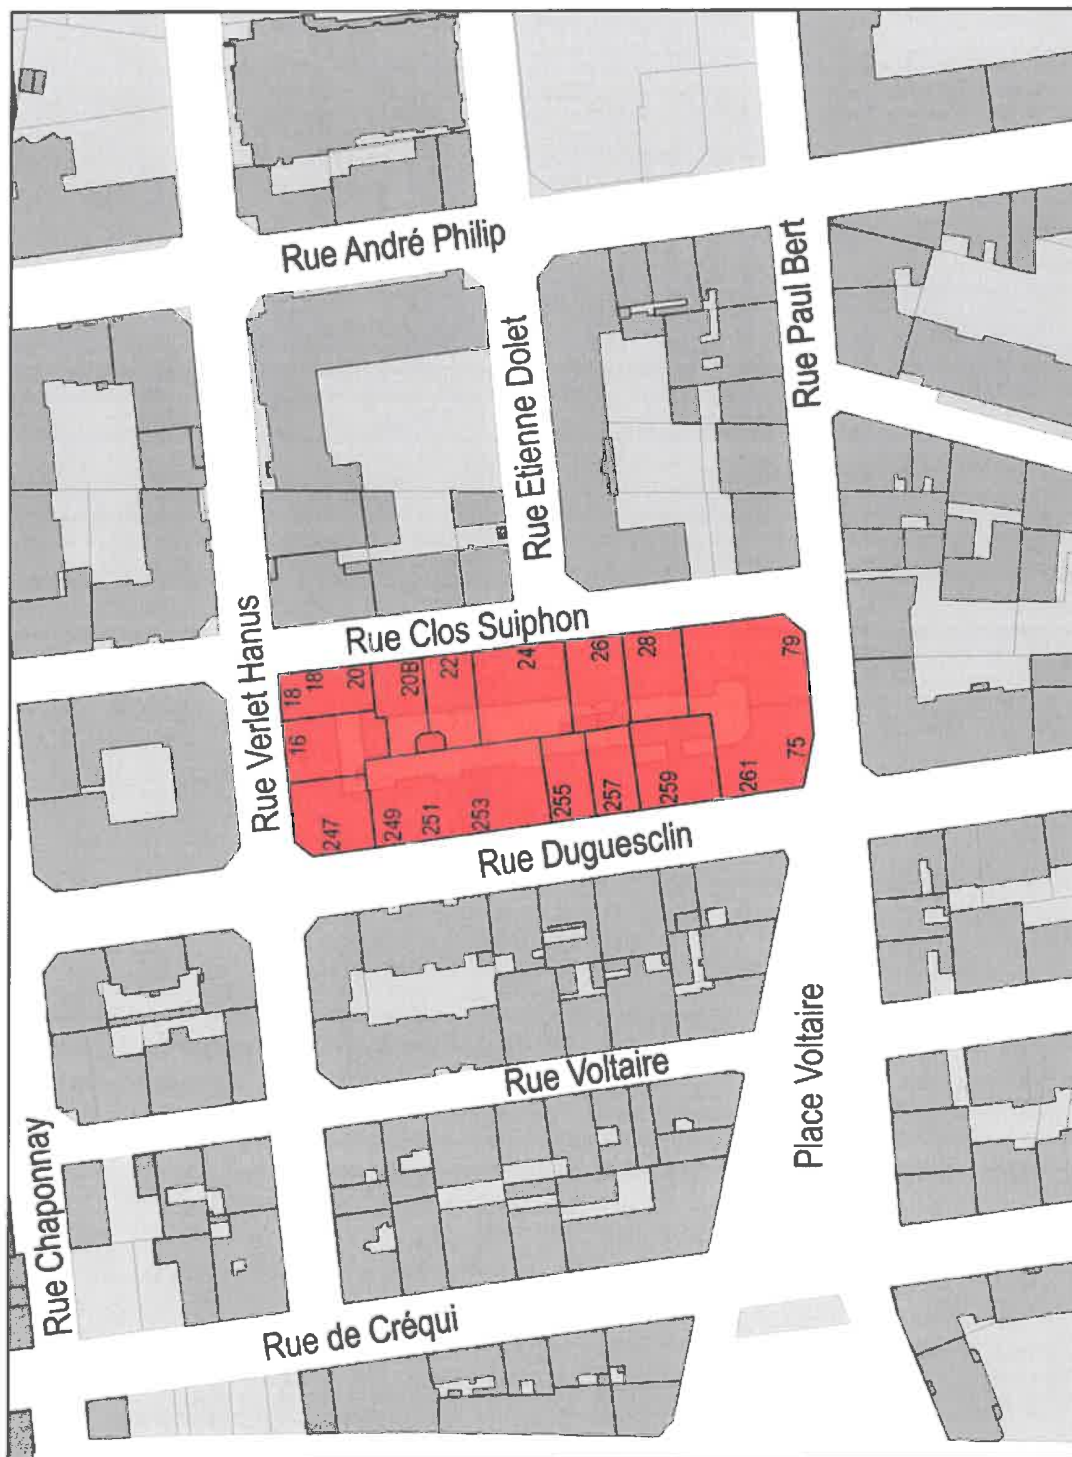 Rue André Philip
Rue Paul Bert
Rue Etienne Dolet
Rue Clos Suiphon
Rue Verlet Hanus
18
18
20
20B
22
24
26
28
79
16
247
249
251
253
255
257
259
261
75
Rue Duguesclin
Rue Voltaire
Place Voltaire
Rue Chaponnay
Rue de Créqui